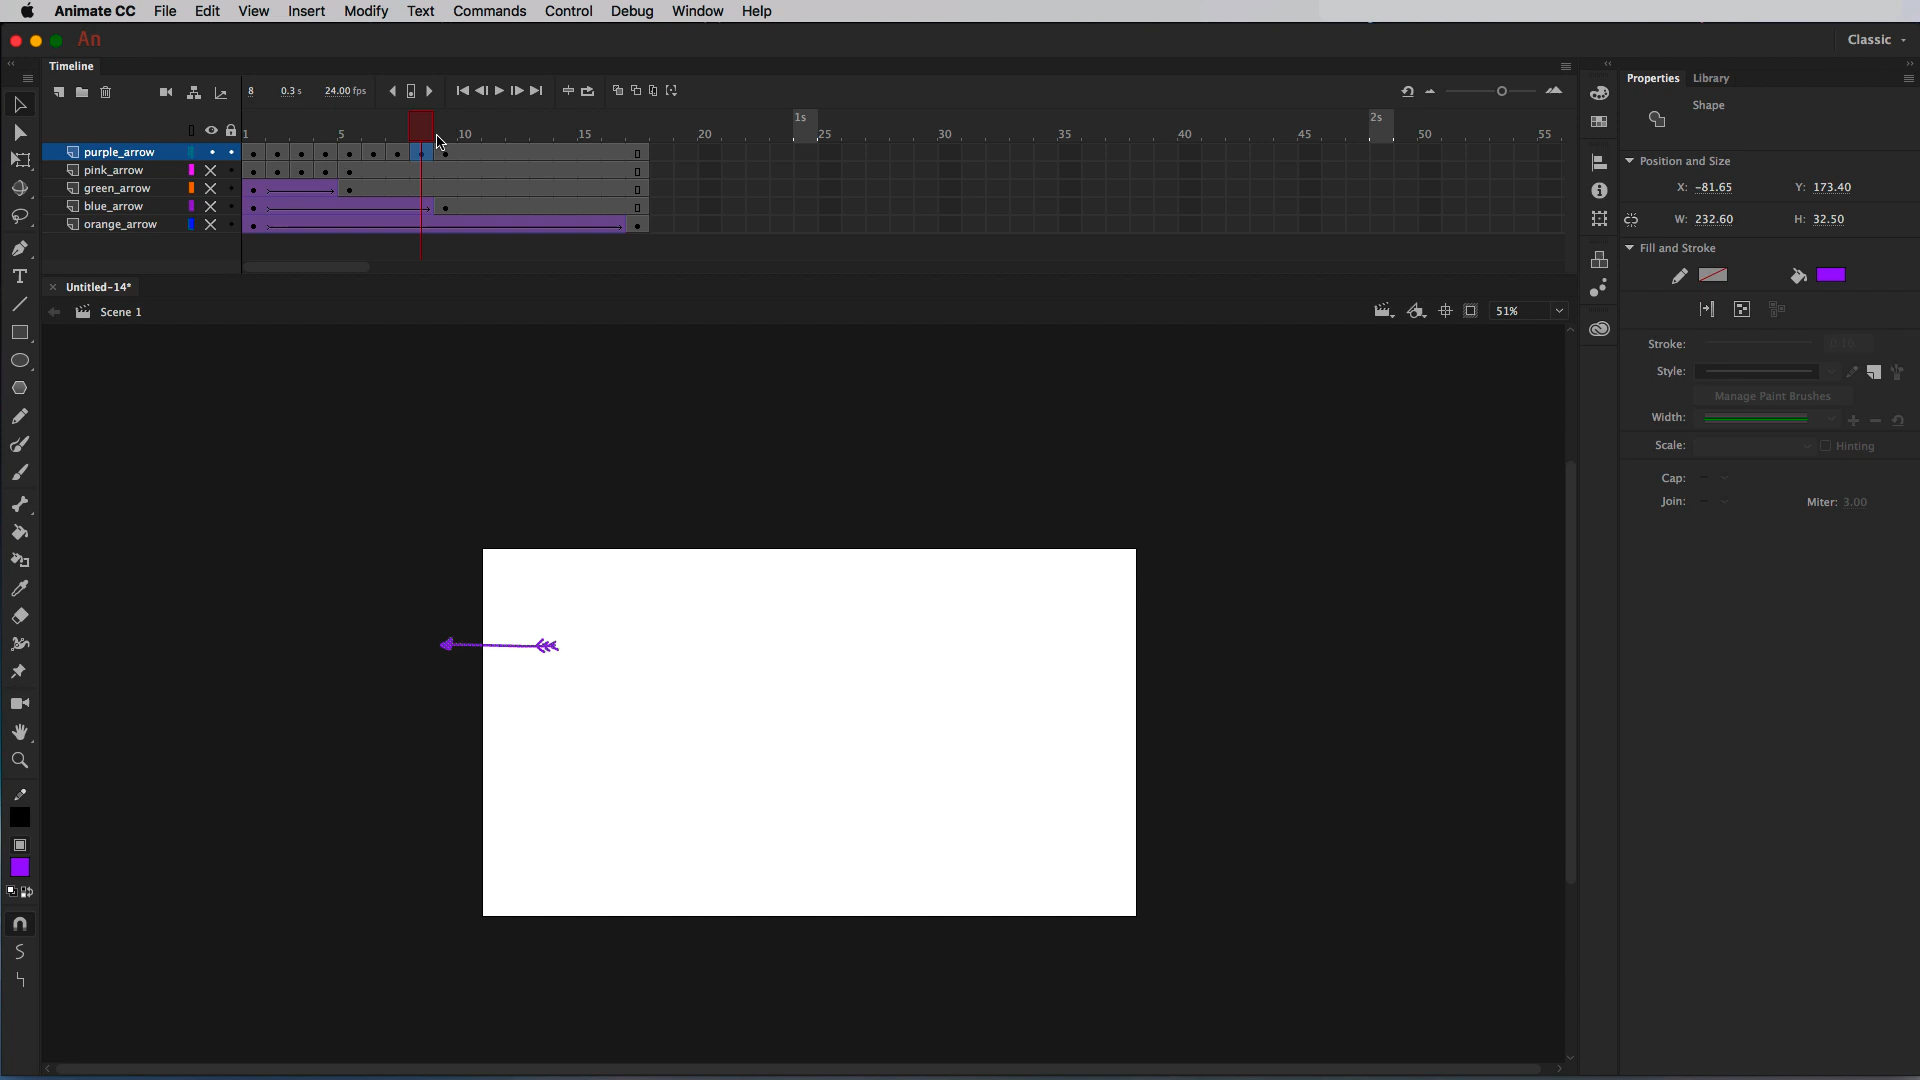 Animate CC File Edit View Insert Modify Text Commands Control Debug Window Help
An Classic
Timeline
Properties Library
8 0.3 s 24.00 fps
Shape
1s 2s
1 5 10 15 20 25 30 35 40 45 50 55
purple_arrow
pink_arrow
green_arrow
blue_arrow
orange_arrow
Position and Size
X: -81.65 Y: 173.40
W: 232.60 H: 32.50
Fill and Stroke
Untitled-14*
Scene 1
51%
Stroke: 0.10
Style:
Manage Paint Brushes
Width:
Scale: Hinting
Cap:
Join: Miter: 3.00